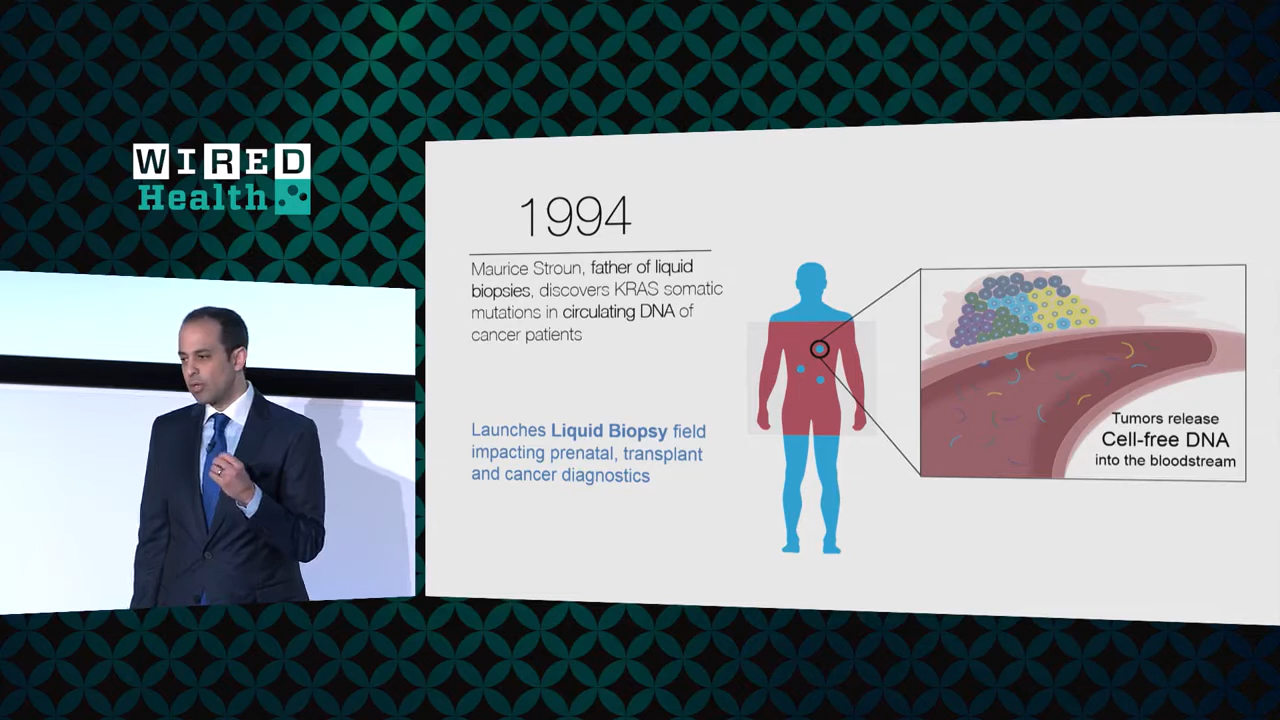 WIRED
Health
1994
Maurice Stroun, father of liquid
biopsies, discovers KRAS somatic
mutations in circulating DNA of
cancer patients
Launches Liquid Biopsy field
impacting prenatal, transplant
and cancer diagnostics
Tumors release
Cell-free DNA
into the bloodstream